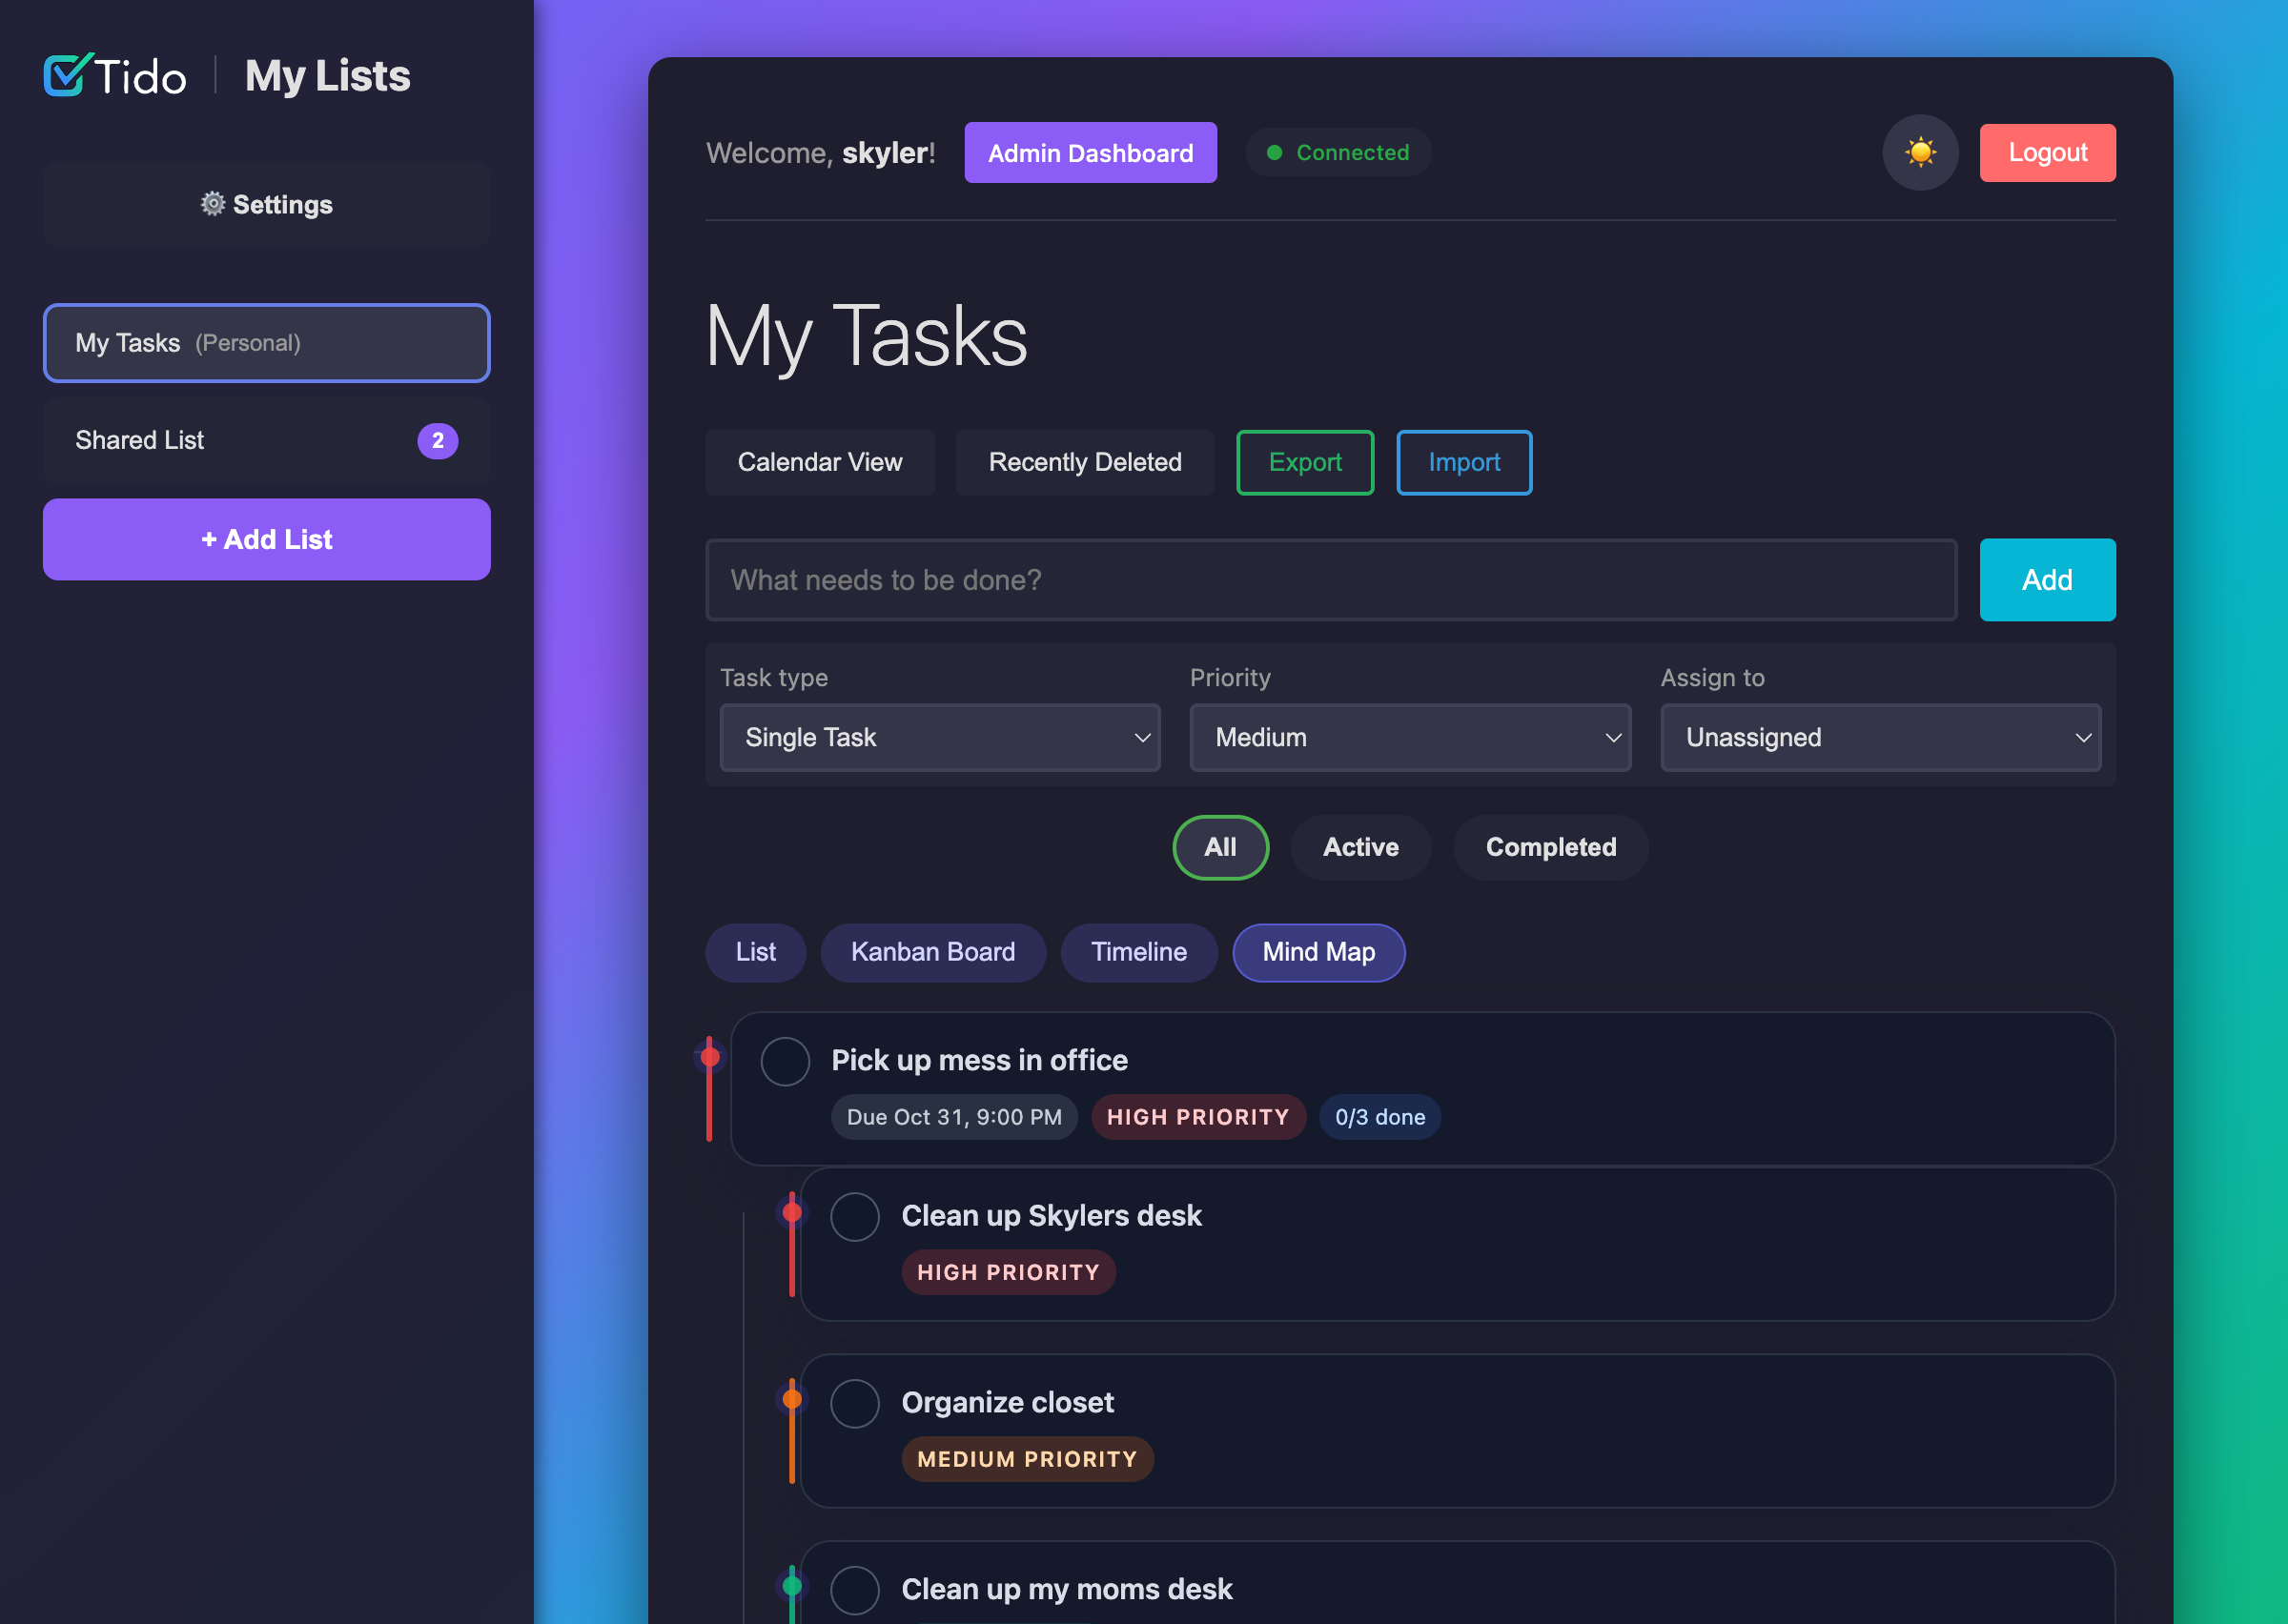 Tido
My Lists
⚙️ Settings
My Tasks (Personal)
Shared List 2
+ Add List
Welcome, skyler!
Admin Dashboard
Connected
Logout
My Tasks
Calendar View
Recently Deleted
Export
Import
What needs to be done?
Add
Task type
Priority
Assign to
Single Task
Medium
Unassigned
All
Active
Completed
List
Kanban Board
Timeline
Mind Map
Pick up mess in office
Due Oct 31, 9:00 PM
HIGH PRIORITY
0/3 done
Clean up Skylers desk
HIGH PRIORITY
Organize closet
MEDIUM PRIORITY
Clean up my moms desk